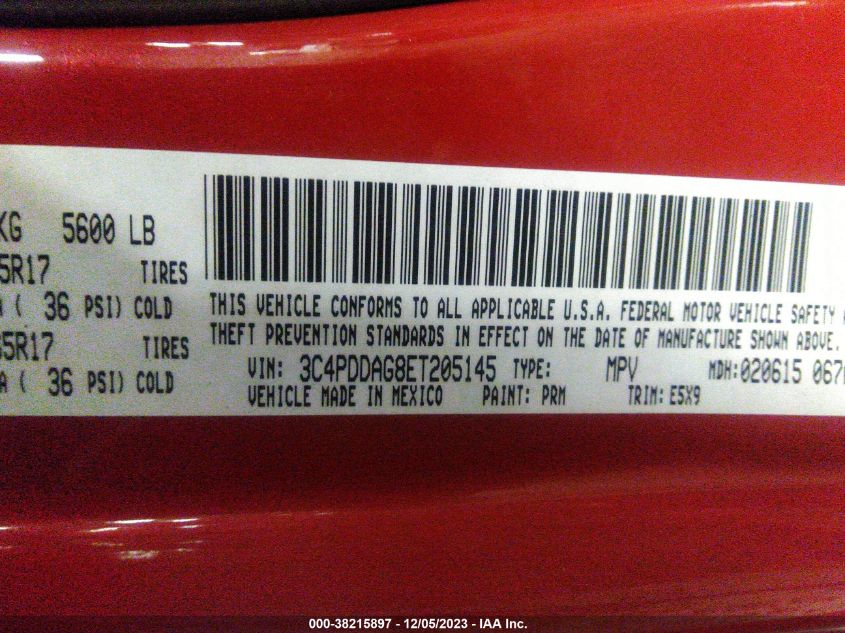 KG 5600 LB
5R17 TIRES
A ( 36 PSI) COLD
5R17 TIRES
A ( 36 PSI) COLD
THIS VEHICLE CONFORMS TO ALL APPLICABLE U.S.A. FEDERAL MOTOR VEHICLE SAFETY
THEFT PREVENTION STANDARDS IN EFFECT ON THE DATE OF MANUFACTURE SHOWN ABOVE.
VIN: 3C4PDDAG8ET205145 TYPE: MPV MDH:020615 067
VEHICLE MADE IN MEXICO PAINT: PRM TRIM: E5X9
000-38215897 - 12/05/2023 - IAA Inc.